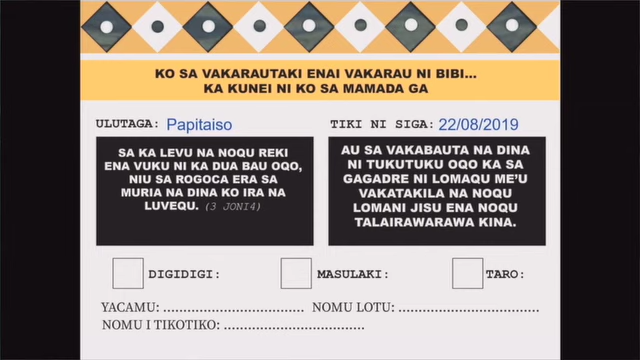 KO SA VAKARAUTAKI ENAI VAKARAU NI BIBI...
KA KUNEI NI KO SA MAMADA GA
ULUTAGA: Papitaiso
TIKI NI SIGA: 22/08/2019
SA KA LEVU NA NOQU REKI
ENA VUKU NI KA DUA BAU OQO,
NIU SA ROGOCA ERA SA
MURIA NA DINA KO IRA NA
LUVEQU. (3 JONI4)
AU SA VAKABAUTA NA DINA
NI TUKUTUKU OQO KA SA
GAGADRE NI LOMAQU ME'U
VAKATAKILA NA NOQU
LOMANI JISU ENA NOQU
TALAIRAWARAWA KINA.
DIGIDIGI:
MASULAKI:
TARO:
YACAMU: .................................. NOMU LOTU: ..................................
NOMU I TIKOTIKO: ..................................